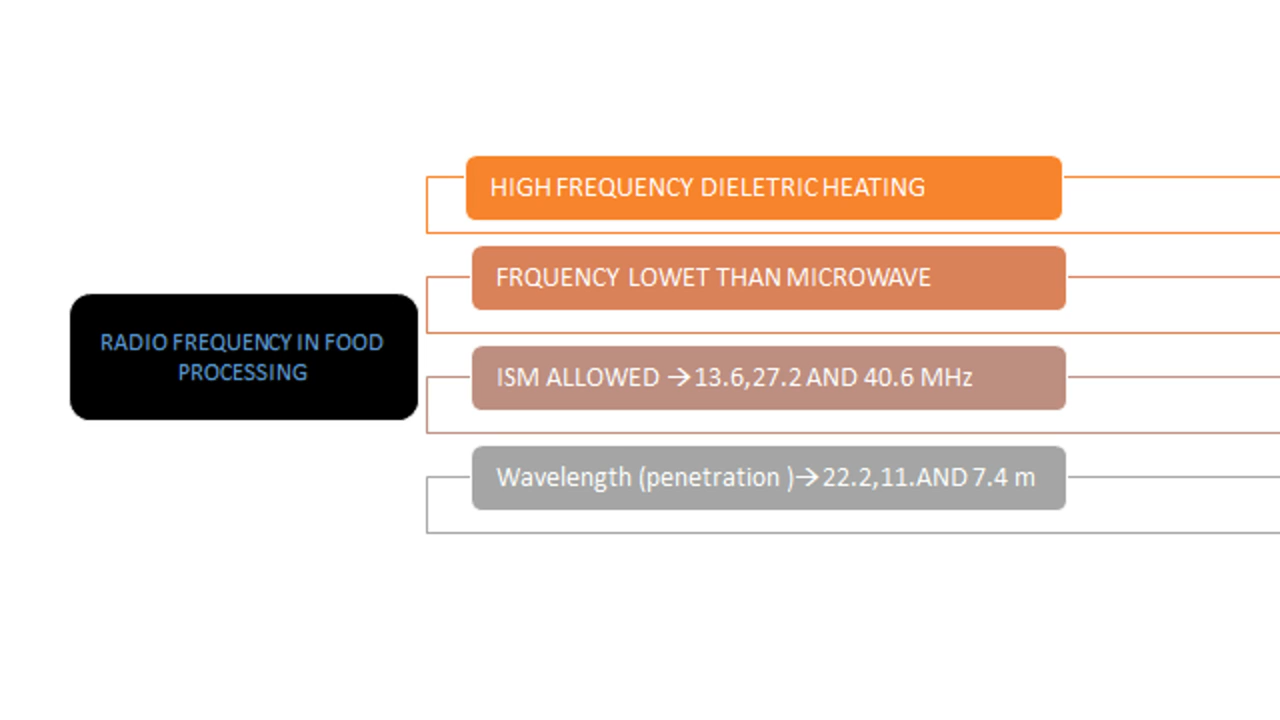 RADIO FREQUENCY IN FOOD
PROCESSING
HIGH FREQUENCY DIELETRIC HEATING
FRQUENCY LOWET THAN MICROWAVE
ISM ALLOWED →13.6,27.2 AND 40.6 MHz
Wavelength (penetration )→22.2,11.AND 7.4 m